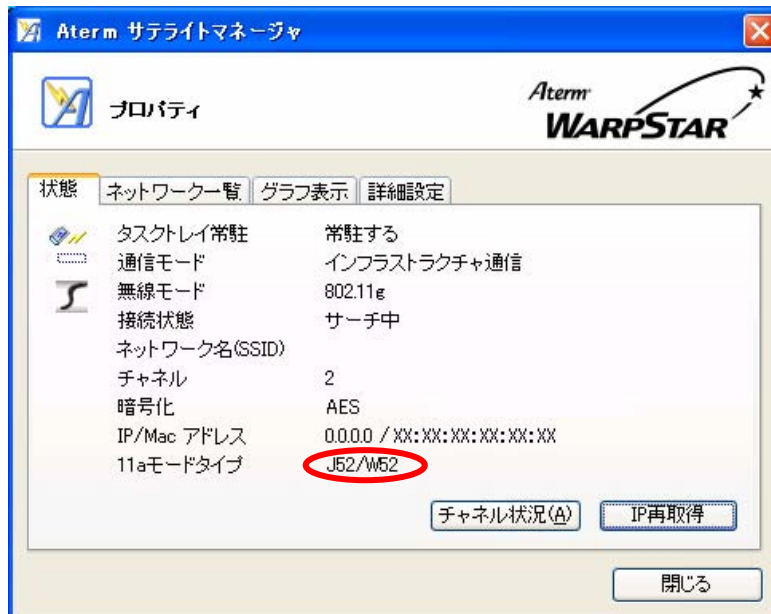 Aterm サテライトマネージャ
プロパティ
Aterm
WARPSTAR
状態 ネットワーク一覧 グラフ表示 詳細設定
タスクトレイ常駐 常駐する
通信モード インフラストラクチャ通信
無線モード 802.11g
接続状態 サーチ中
ネットワーク名(SSID)
チャネル 2
暗号化 AES
IP/Mac アドレス 0.0.0.0 / XX:XX:XX:XX:XX:XX
11aモードタイプ J52/W52
チャネル状況(A) IP再取得
閉じる